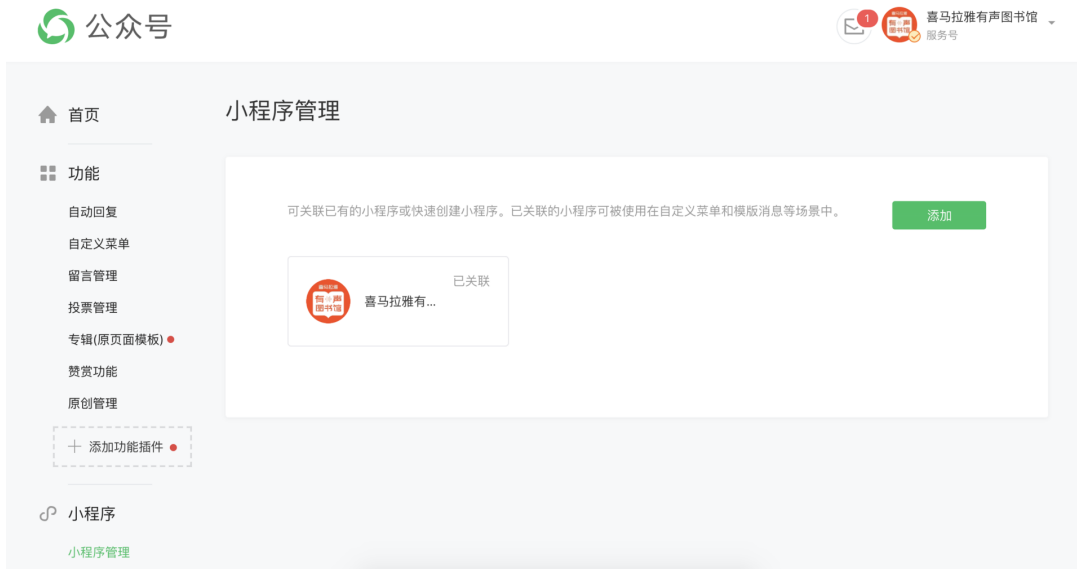 公众号
1
喜马拉雅有声图书馆
服务号
首页
小程序管理
功能
自动回复
自定义菜单
留言管理
投票管理
专辑(原页面模板)
赞赏功能
原创管理
添加功能插件
小程序
小程序管理
可关联已有的小程序或快速创建小程序。已关联的小程序可被使用在自定义菜单和模版消息等场景中。
添加
已关联
有声
图书馆
喜马拉雅有...